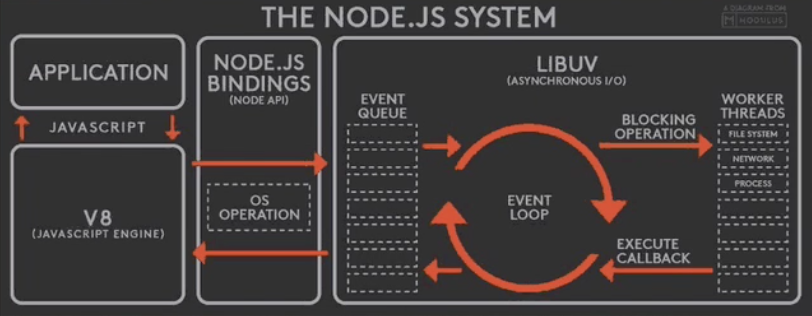 THE NODE.JS SYSTEM
A DIAGRAM FROM
MODULUS
APPLICATION
JAVASCRIPT
V8
(JAVASCRIPT ENGINE)
NODE.JS
BINDINGS
(NODE API)
OS
OPERATION
LIBUV
(ASYNCHRONOUS I/O)
EVENT
QUEUE
EVENT
LOOP
BLOCKING
OPERATION
EXECUTE
CALLBACK
WORKER
THREADS
FILE SYSTEM
NETWORK
PROCESS